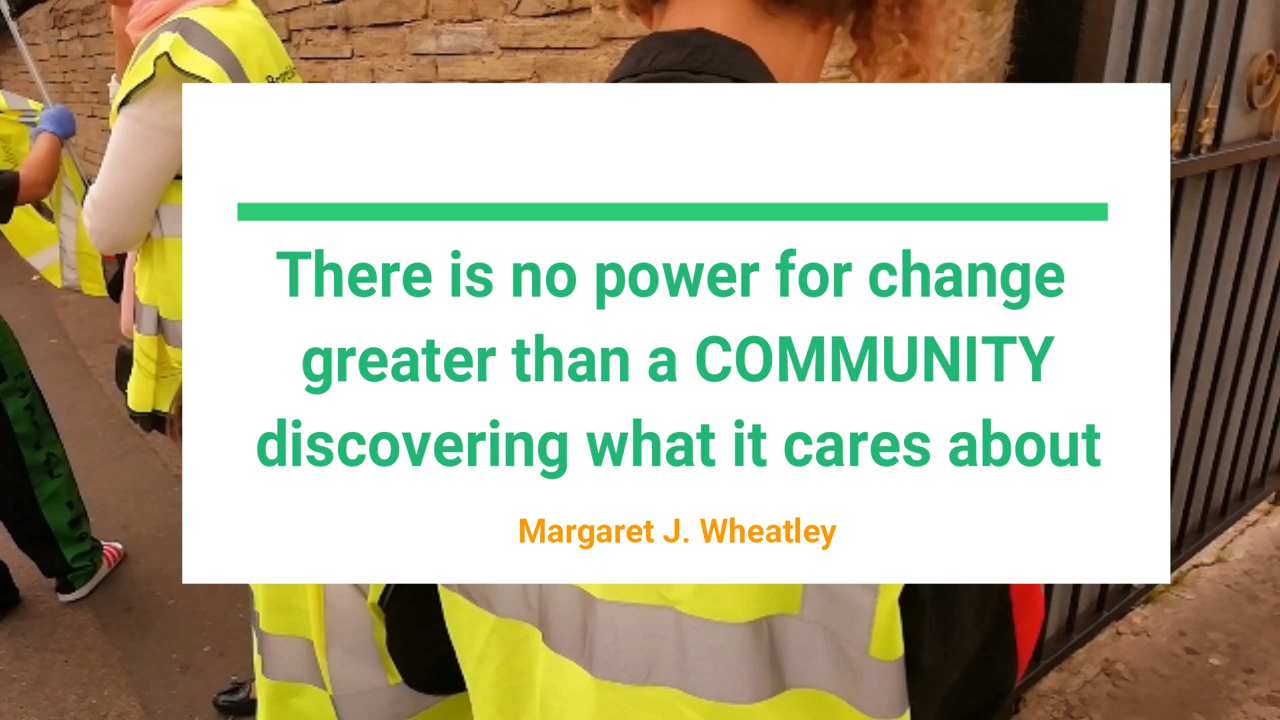 There is no power for change
greater than a COMMUNITY
discovering what it cares about
Margaret J. Wheatley